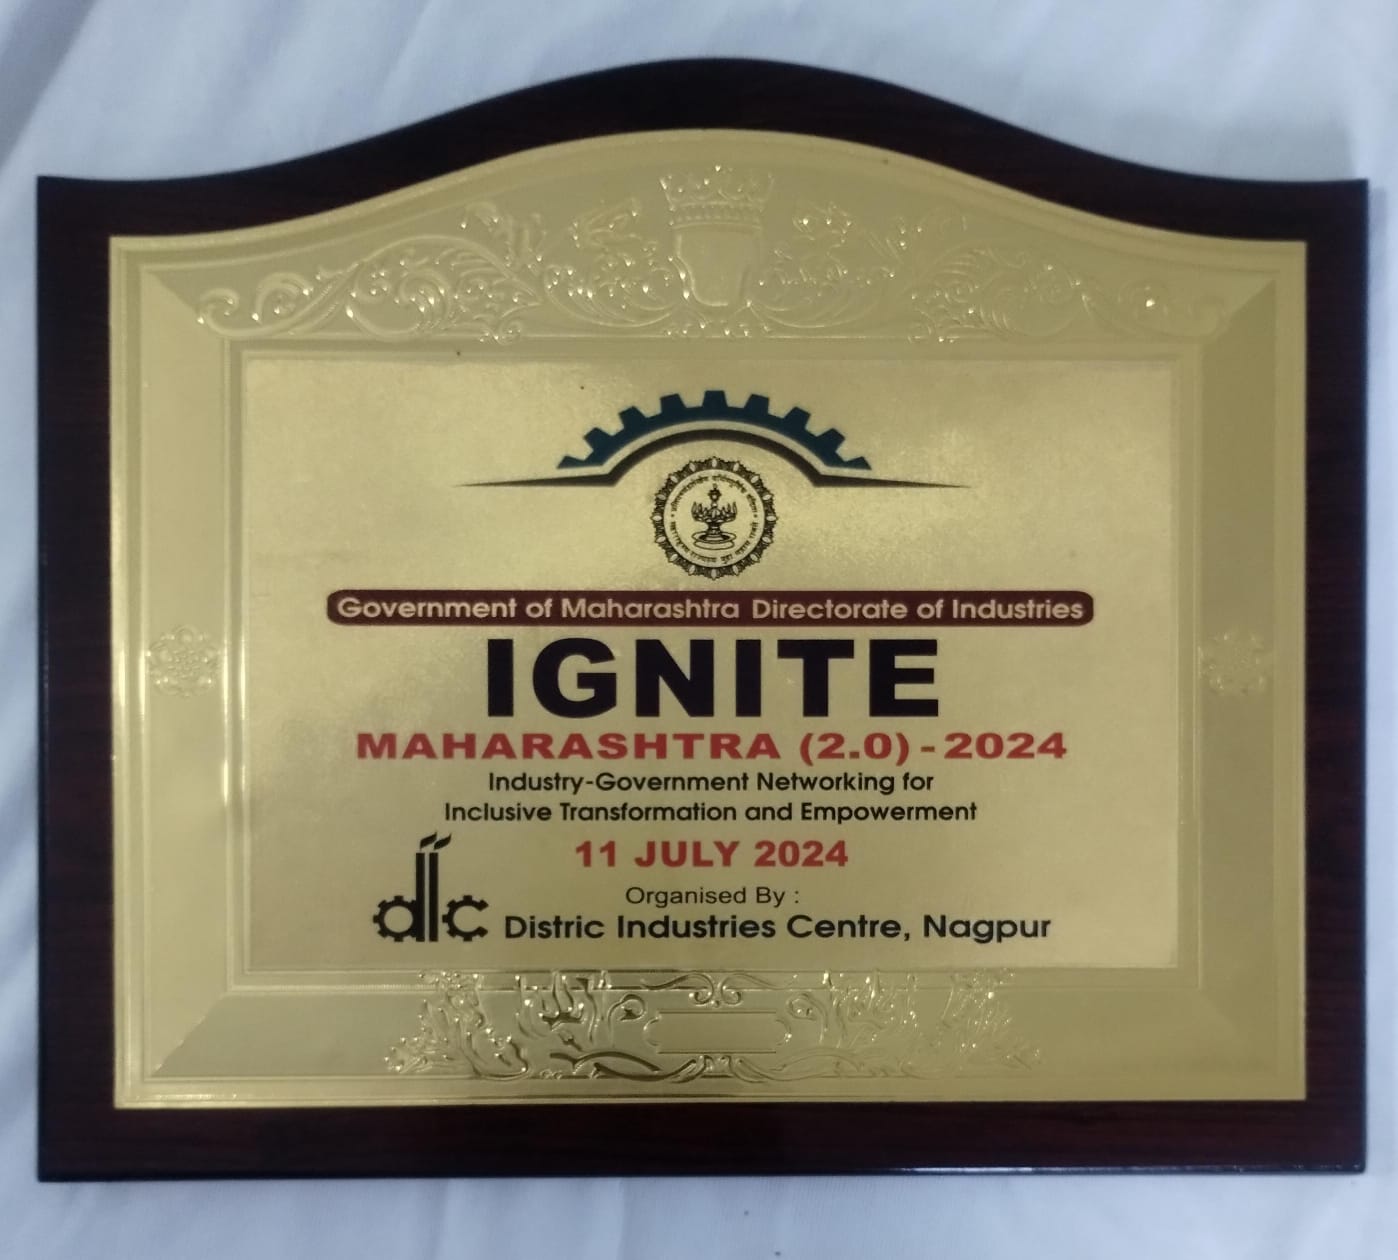 Government of Maharashtra Directorate of Industries
IGNITE
MAHARASHTRA (2.0) - 2024
Industry-Government Networking for
Inclusive Transformation and Empowerment
11 JULY 2024
Organised By :
dic Distric Industries Centre, Nagpur